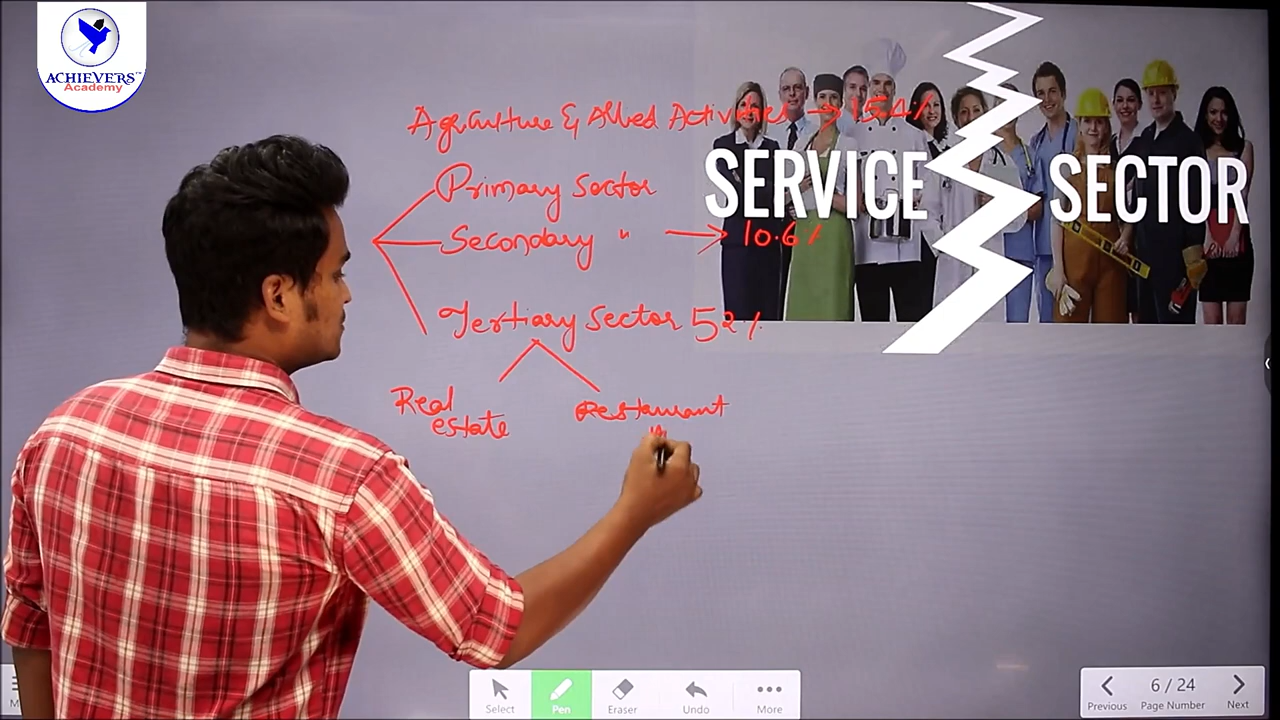 ACHIEVERS™
Academy
Agriculture & Allied Activities → 15.4%
Primary Sector
Secondary " → 10.6%
Tertiary Sector 52%
Real
estate
Restaurant
SERVICE SECTOR
Select
Pen
Eraser
Undo
More
Previous
6 / 24
Page Number
Next